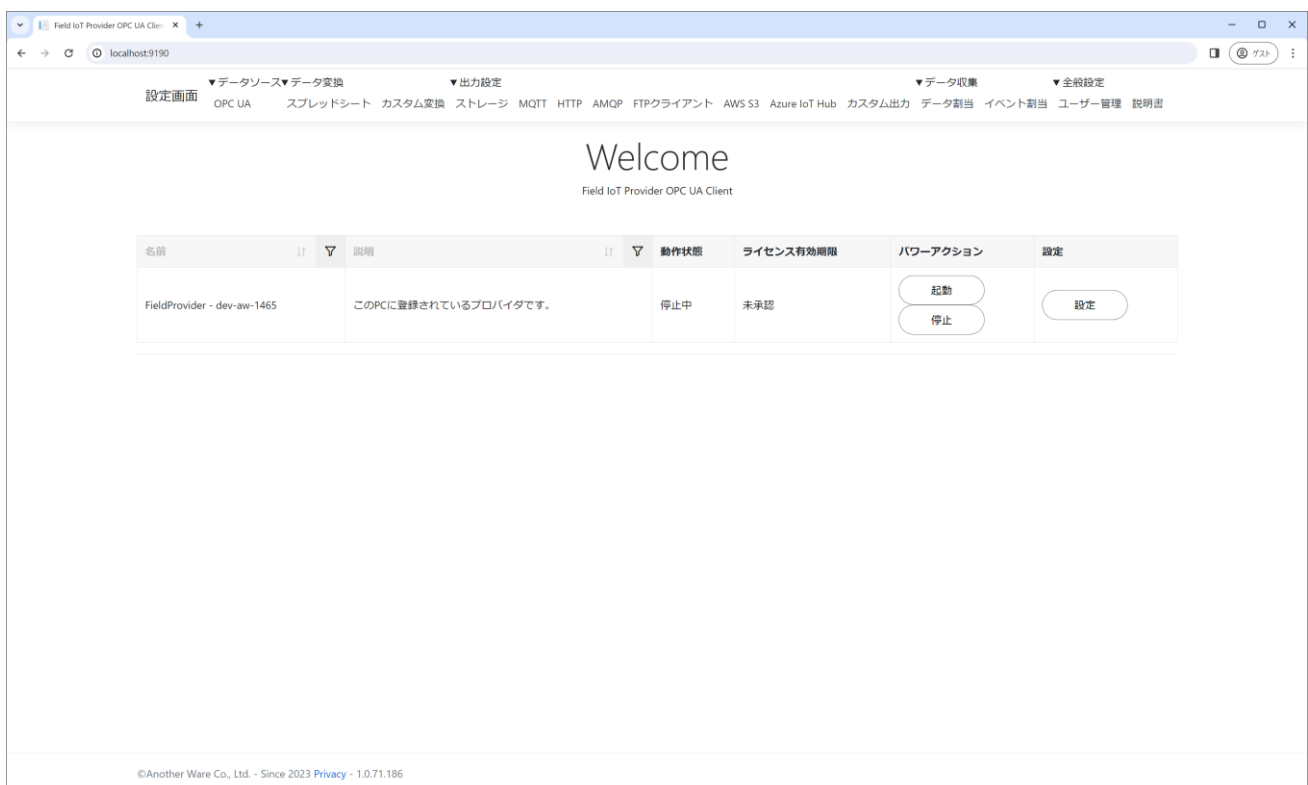 Field IoT Provider OPC UA Clien
localhost:9190
ゲスト
設定画面
▼データソース▼データ変換 ▼出力設定 ▼データ収集 ▼全般設定
OPC UA スプレッドシート カスタム変換 ストレージ MQTT HTTP AMQP FTPクライアント AWS S3 Azure IoT Hub カスタム出力 データ割当 イベント割当 ユーザー管理 説明書
Welcome
Field IoT Provider OPC UA Client
名前 説明 動作状態 ライセンス有効期限 パワーアクション 設定
FieldProvider - dev-aw-1465 このPCに登録されているプロバイダです。 停止中 未承認 起動 設定
停止
©Another Ware Co., Ltd. - Since 2023 Privacy - 1.0.71.186